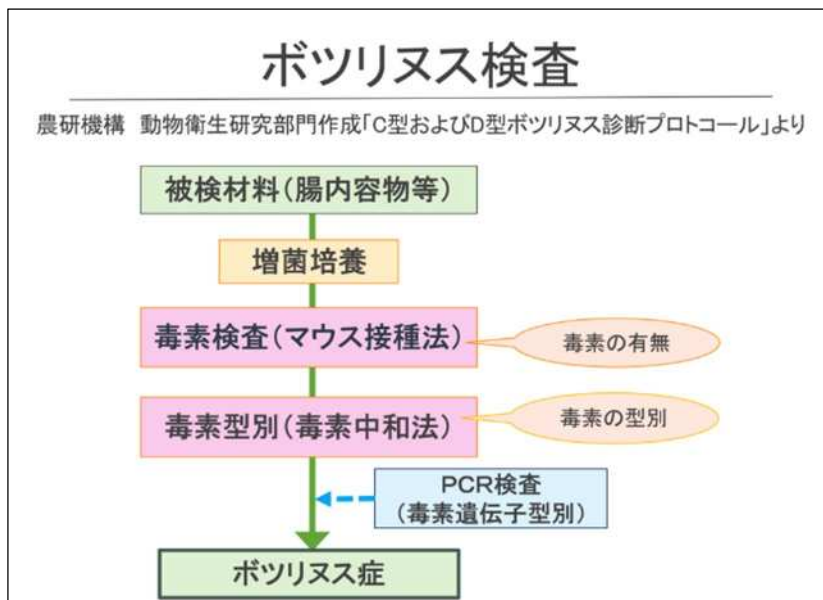 ボツリヌス検査
農研機構 動物衛生研究部門作成「C型およびD型ボツリヌス診断プロトコール」より
被検材料(腸内容物等)
増菌培養
毒素検査(マウス接種法)
毒素の有無
毒素型別(毒素中和法)
毒素の型別
PCR検査
(毒素遺伝子型別)
ボツリヌス症